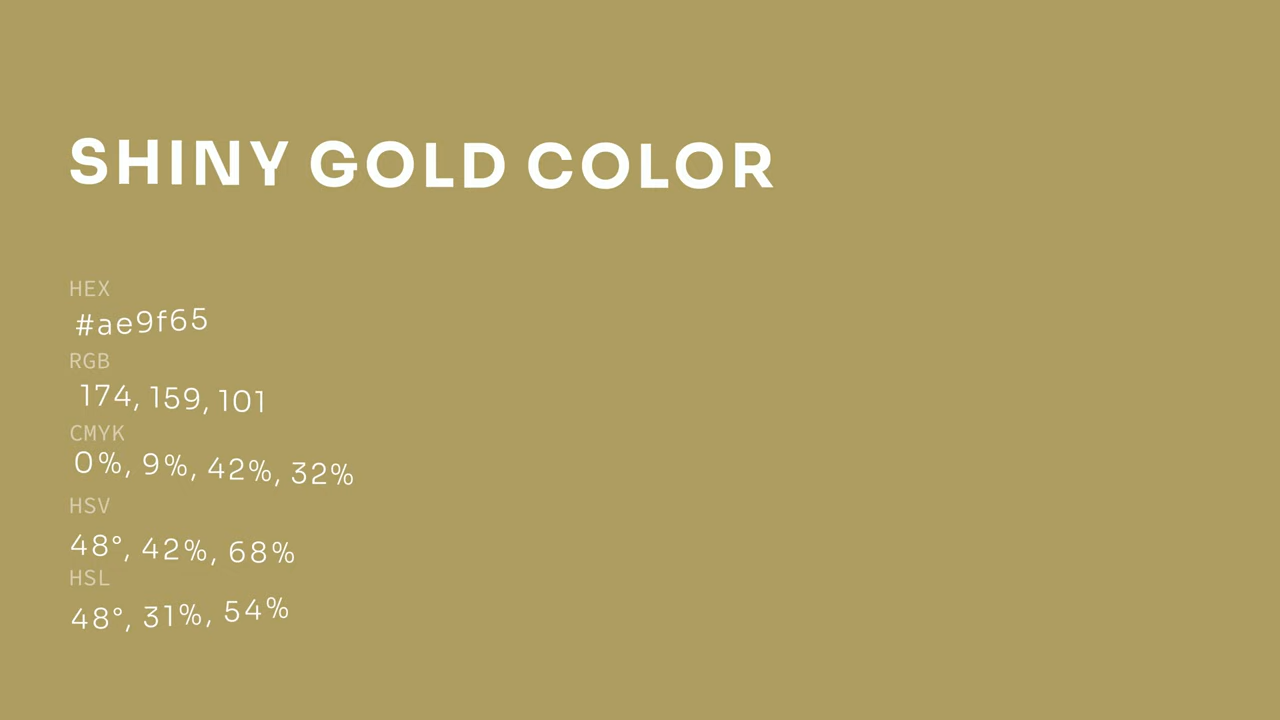 SHINY GOLD COLOR
HEX
#ae9f65
RGB
174, 159, 101
CMYK
0%, 9%, 42%, 32%
HSV
48°, 42%, 68%
HSL
48°, 31%, 54%